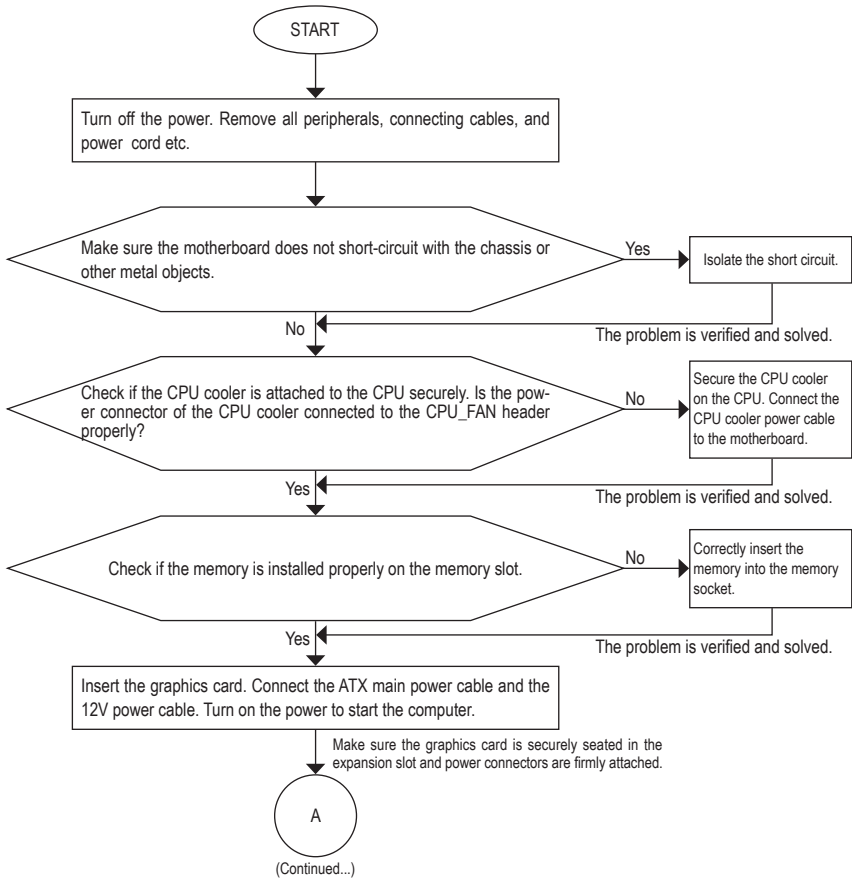 START
Turn off the power. Remove all peripherals, connecting cables, and
power cord etc.
Make sure the motherboard does not short-circuit with the chassis or
other metal objects.
Yes
Isolate the short circuit.
The problem is verified and solved.
No
Check if the CPU cooler is attached to the CPU securely. Is the pow-
er connector of the CPU cooler connected to the CPU_FAN header
properly?
No
Secure the CPU cooler
on the CPU. Connect the
CPU cooler power cable
to the motherboard.
The problem is verified and solved.
Yes
Check if the memory is installed properly on the memory slot.
No
Correctly insert the
memory into the memory
socket.
The problem is verified and solved.
Yes
Insert the graphics card. Connect the ATX main power cable and the
12V power cable. Turn on the power to start the computer.
Make sure the graphics card is securely seated in the
expansion slot and power connectors are firmly attached.
A
(Continued...)